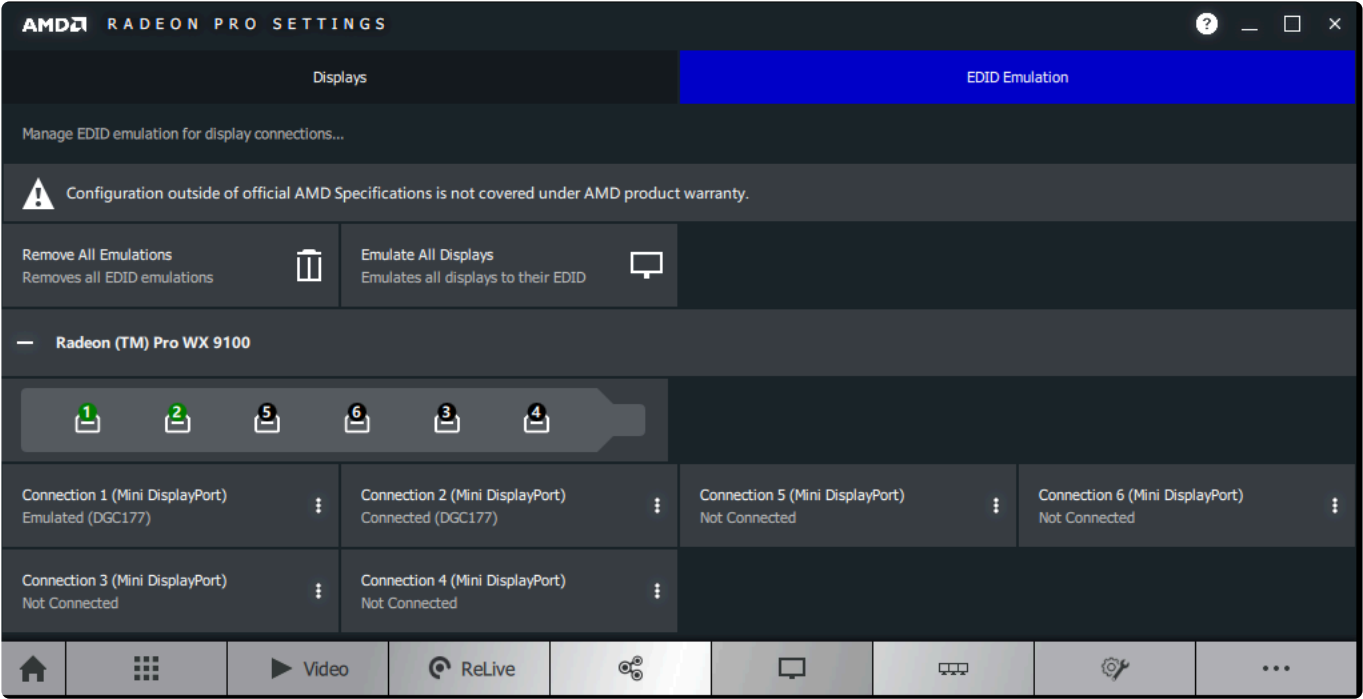 AMD RADEON PRO SETTINGS ?
Displays EDID Emulation
Manage EDID emulation for display connections...
Configuration outside of official AMD Specifications is not covered under AMD product warranty.
Remove All Emulations Emulate All Displays
Removes all EDID emulations Emulates all displays to their EDID
Radeon (TM) Pro WX 9100
1 2 5 6 3 4
Connection 1 (Mini DisplayPort) Connection 2 (Mini DisplayPort) Connection 5 (Mini DisplayPort) Connection 6 (Mini DisplayPort)
Emulated (DGC177) Connected (DGC177) Not Connected Not Connected
Connection 3 (Mini DisplayPort) Connection 4 (Mini DisplayPort)
Not Connected Not Connected
Video ReLive